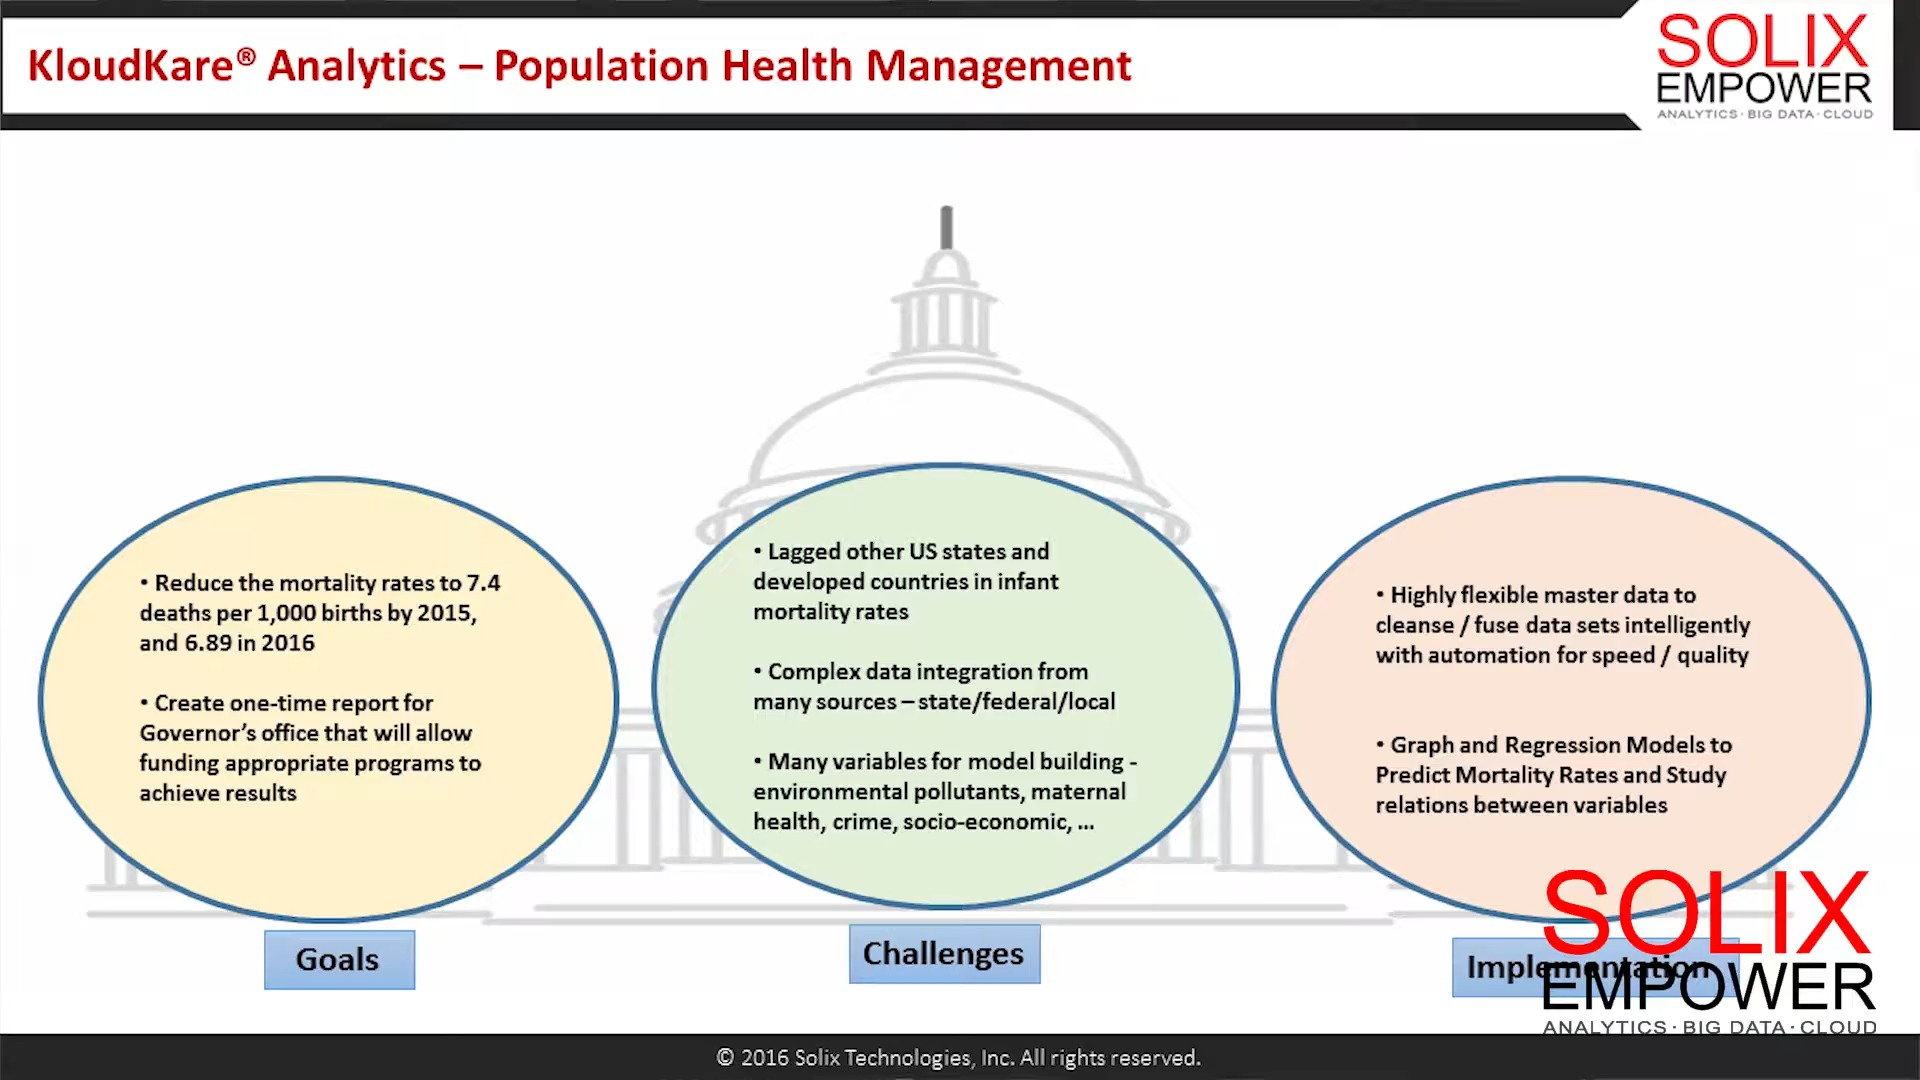 KloudKare® Analytics – Population Health Management
SOLIX
EMPOWER
ANALYTICS · BIG DATA · CLOUD
• Reduce the mortality rates to 7.4
deaths per 1,000 births by 2015,
and 6.89 in 2016
• Create one-time report for
Governor’s office that will allow
funding appropriate programs to
achieve results
Goals
• Lagged other US states and
developed countries in infant
mortality rates
• Complex data integration from
many sources – state/federal/local
• Many variables for model building -
environmental pollutants, maternal
health, crime, socio-economic, ...
Challenges
• Highly flexible master data to
cleanse / fuse data sets intelligently
with automation for speed / quality
• Graph and Regression Models to
Predict Mortality Rates and Study
relations between variables
Implementation
SOLIX
EMPOWER
ANALYTICS · BIG DATA · CLOUD
© 2016 Solix Technologies, Inc. All rights reserved.